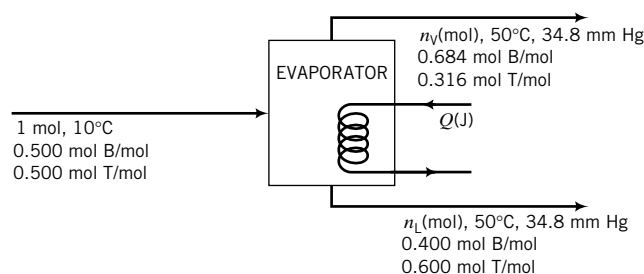 n_V(mol), 50°C, 34.8 mm Hg
0.684 mol B/mol
0.316 mol T/mol
EVAPORATOR
Q(J)
1 mol, 10°C
0.500 mol B/mol
0.500 mol T/mol
n_L(mol), 50°C, 34.8 mm Hg
0.400 mol B/mol
0.600 mol T/mol